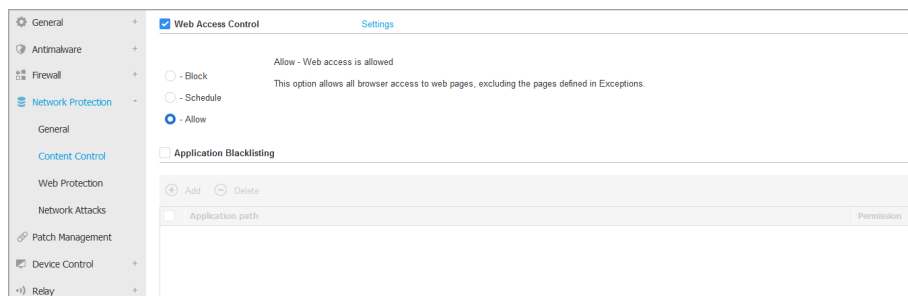 General +
Antimalware +
Firewall +
Network Protection -
General
Content Control
Web Protection
Network Attacks
Patch Management
Device Control +
Relay +
Web Access Control Settings
Allow - Web access is allowed
This option allows all browser access to web pages, excluding the pages defined in Exceptions.
- Block
- Schedule
- Allow
Application Blacklisting
Add Delete
Application path Permission